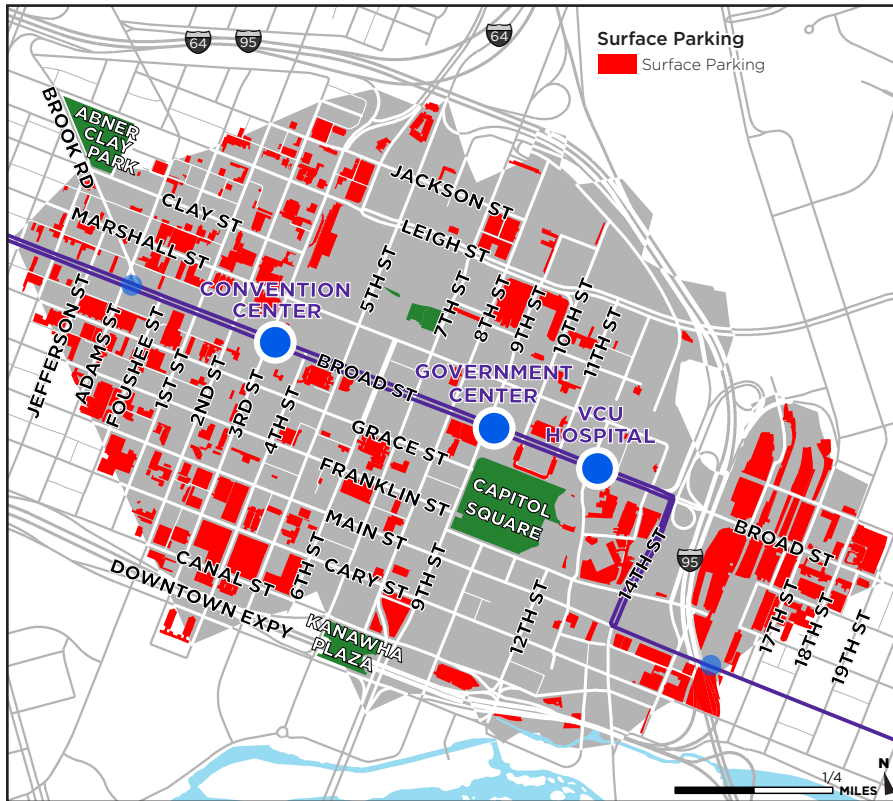 64
95
64
Surface Parking
Surface Parking
BROOK RD
ABNER
CLAY
PARK
JACKSON ST
CLAY ST
LEIGH ST
MARSHALL ST
5TH ST
7TH ST
8TH ST
9TH ST
10TH ST
11TH ST
CONVENTION
CENTER
JEFFERSON ST
ADAMS ST
FOUSHEE ST
1ST ST
2ND ST
3RD ST
4TH ST
BROAD ST
GOVERNMENT
CENTER
VCU
HOSPITAL
GRACE ST
FRANKLIN ST
CAPITOL
SQUARE
MAIN ST
CARY ST
6TH ST
9TH ST
CANAL ST
DOWNTOWN EXPY
KANAWHA
PLAZA
12TH ST
14TH ST
95
BROAD ST
17TH ST
18TH ST
19TH ST
N
1/4
MILES